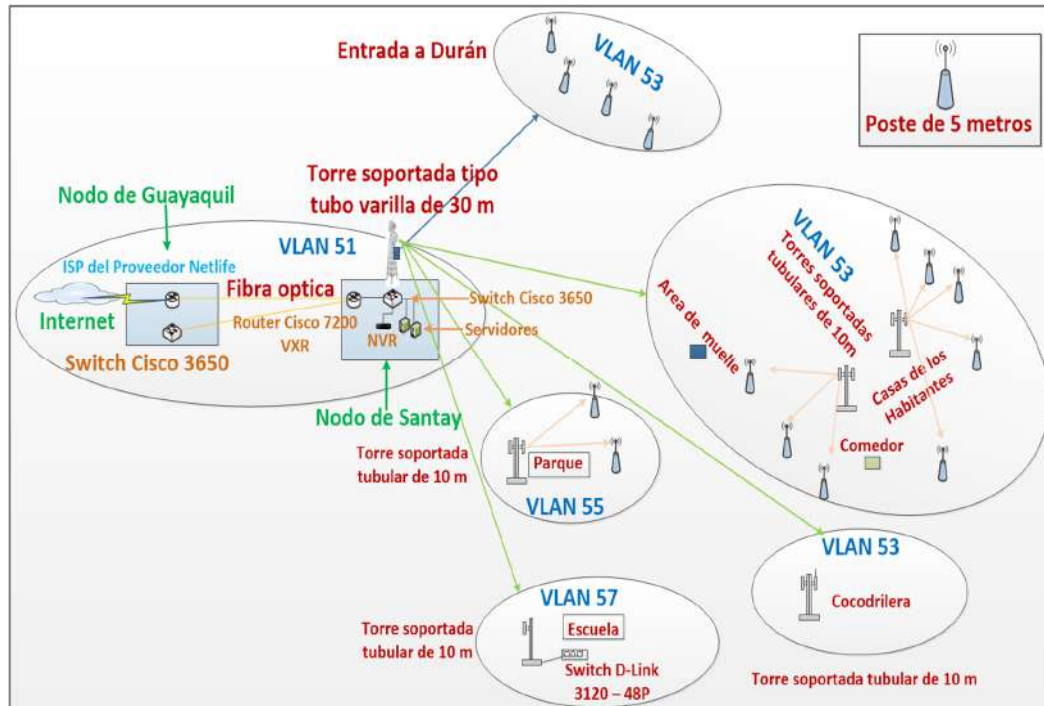 Entrada a Durán
VLAN 53
Poste de 5 metros
Torre soportada tipo
tubo varilla de 30 m
Nodo de Guayaquil
VLAN 51
ISP del Proveedor Netlife
Internet
Fibra optica
Switch Cisco 3650
Router Cisco 7200
VXR
NVR
Switch Cisco 3650
Servidores
Nodo de Santay
VLAN 53
Torres soportadas
tubulares de 10m
Area de muelle
Casas de los
Habitantes
Comedor
Torre soportada
tubular de 10 m
Parque
VLAN 55
VLAN 53
Cocodrilera
Torre soportada tubular de 10 m
VLAN 57
Torre soportada
tubular de 10 m
Escuela
Switch D-Link
3120 – 48P